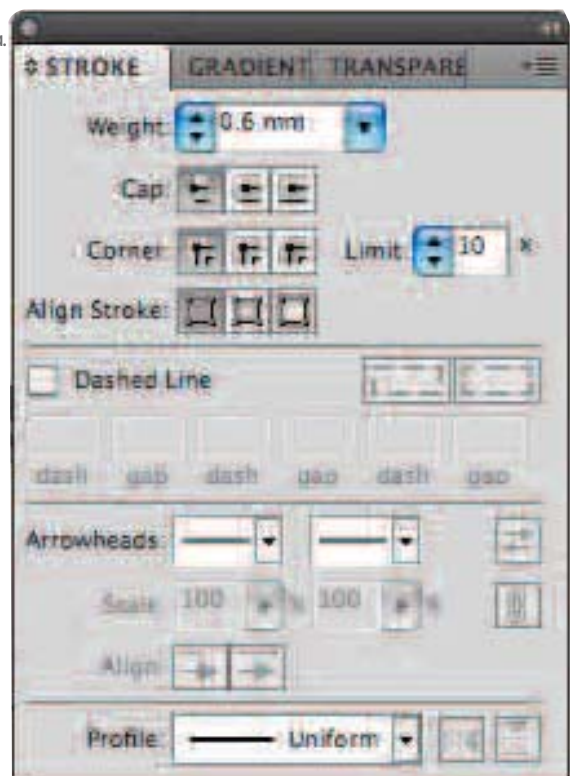 l.
STROKE GRADIENT TRANSPARE
Weight: 0.6 mm
Cap:
Corner: Limit: 10 x
Align Stroke:
Dashed Line
dash gap dash gap dash gap
Arrowheads:
Scale: 100 % 100 %
Align:
Profile: Uniform